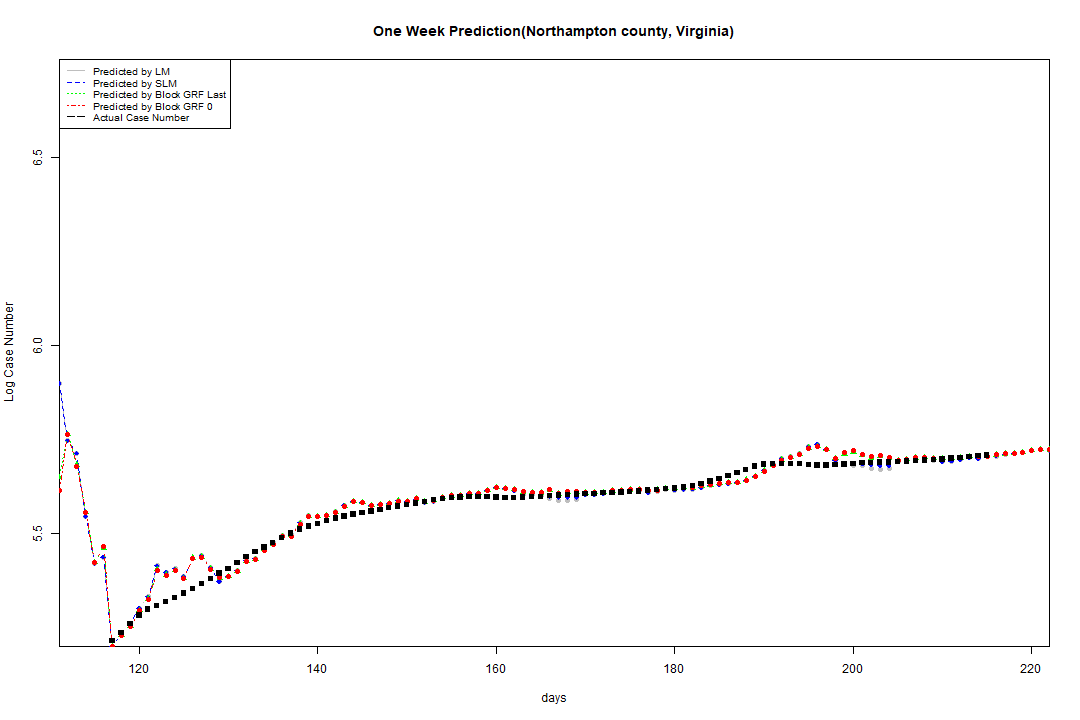 One Week Prediction(Northampton county, Virginia)
Predicted by LM
Predicted by SLM
Predicted by Block GRF Last
Predicted by Block GRF 0
Actual Case Number
6.5
6.0
5.5
Log Case Number
120 140 160 180 200 220
days